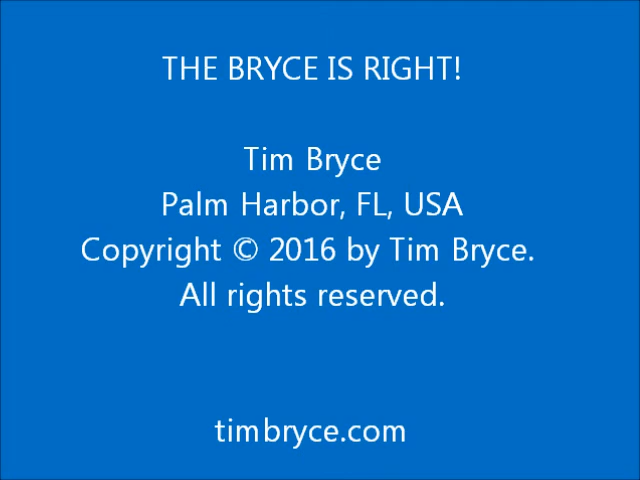 THE BRYCE IS RIGHT!
Tim Bryce
Palm Harbor, FL, USA
Copyright © 2016 by Tim Bryce.
All rights reserved.
timbryce.com